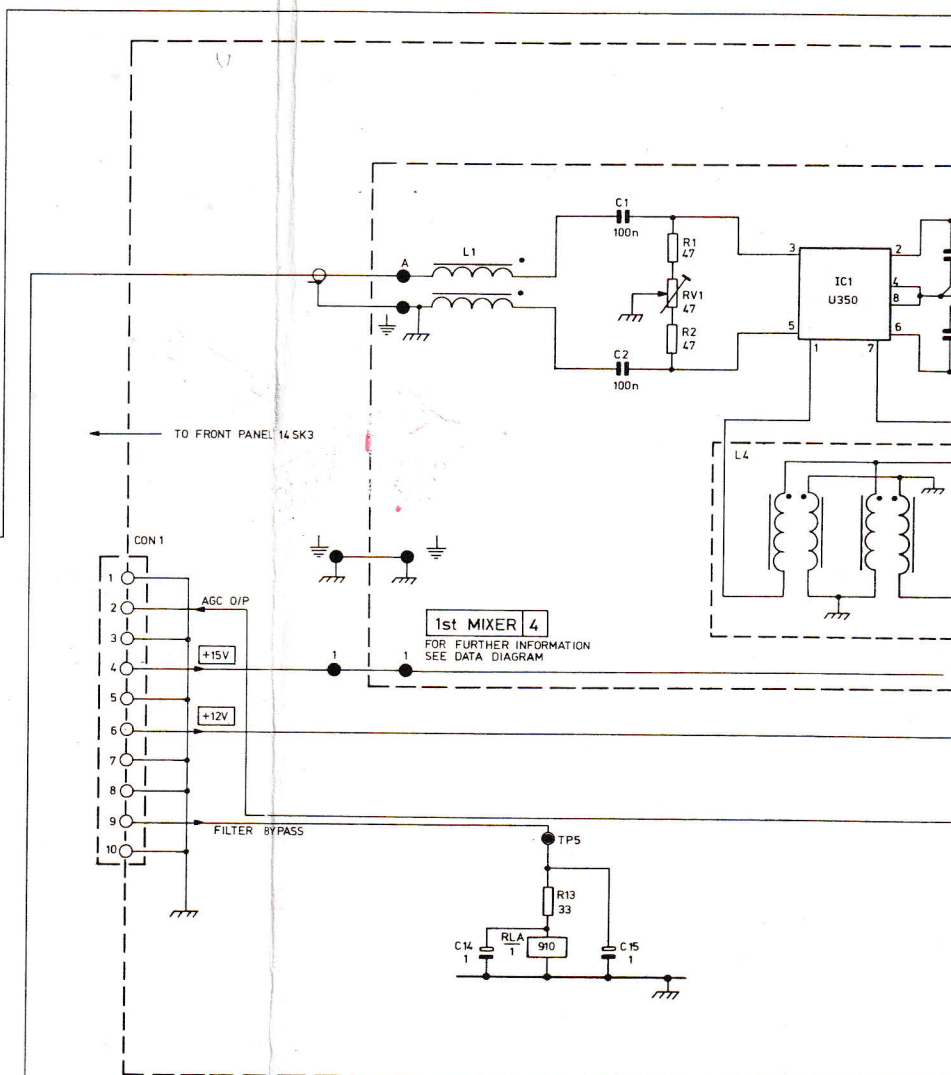 C1
100n
L1
A
R1
47
RV1
47
R2
47
3
2
IC1
U350
4
8
5
6
1
7
C2
100n
TO FRONT PANEL 14 SK3
L4
CON 1
1
2
AGC O/P
3
4
+15V
1
1
1st MIXER 4
FOR FURTHER INFORMATION
SEE DATA DIAGRAM
5
6
+12V
7
8
9
FILTER BYPASS
10
TP5
R13
33
C14
1
RLA
1
910
C15
1